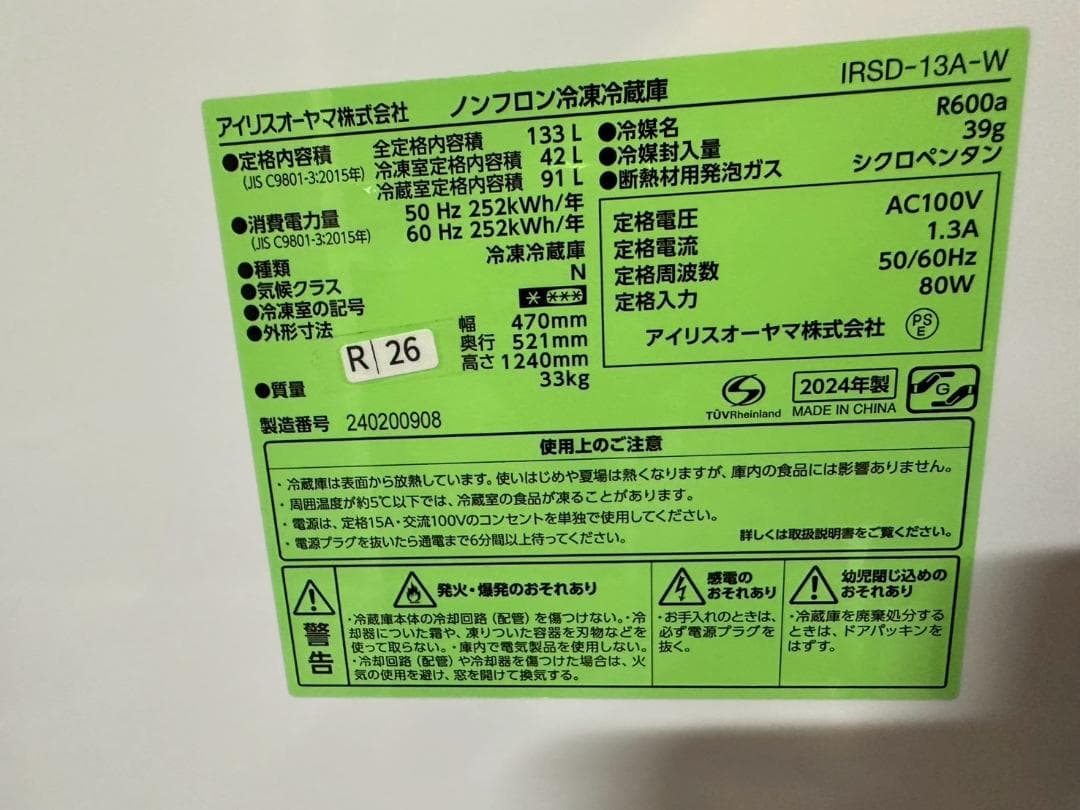 アイリスオーヤマ株式会社 ノンフロン冷凍冷蔵庫 IRSD-13A-W
●定格内容積 全定格内容積 133 L
(JIS C9801-3:2015年) 冷凍室定格内容積 42 L
冷蔵室定格内容積 91 L
●消費電力量 50 Hz 252kWh/年
(JIS C9801-3:2015年) 60 Hz 252kWh/年
●種類 冷凍冷蔵庫
●気候クラス N
●冷凍室の記号
●外形寸法 幅 470mm
奥行 521mm
高さ 1240mm
R 26
●質量 33kg
製造番号 240200908
●冷媒名 R600a
●冷媒封入量 39g
●断熱材用発泡ガス シクロペンタン
定格電圧 AC100V
定格電流 1.3A
定格周波数 50/60Hz
定格入力 80W
アイリスオーヤマ株式会社 PSE
TÜVRheinland
2024年製
MADE IN CHINA
G
使用上のご注意
・冷蔵庫は表面から放熱しています。使いはじめや夏場は熱くなりますが、庫内の食品には影響ありません。
・周囲温度が約5℃以下では、冷蔵室の食品が凍ることがあります。
・電源は、定格15A・交流100Vのコンセントを単独で使用してください。
・電源プラグを抜いたら通電まで6分間以上待ってください。
詳しくは取扱説明書をご覧ください。
警告
発火・爆発のおそれあり
・冷蔵庫本体の冷却回路（配管）を傷つけない。・冷
却器についた霜や、凍りついた容器を刃物などを
使って取らない。・庫内で電気製品を使用しない。
・冷却回路（配管）や冷却器を傷つけた場合は、火
気の使用を避け、窓を開けて換気する。
感電の
おそれあり
・お手入れのときは、
必ず電源プラグを
抜く。
幼児閉じ込めの
おそれあり
・冷蔵庫を廃棄処分する
ときは、ドアパッキンを
はずす。